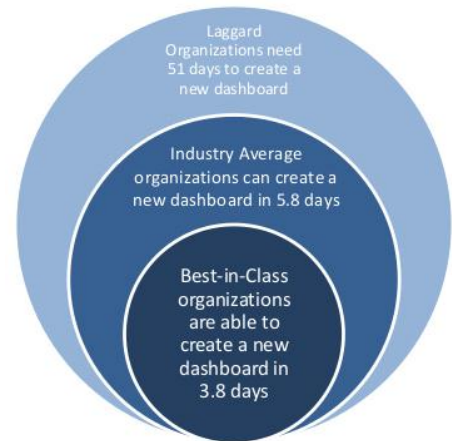 Laggard
Organizations need
51 days to create a
new dashboard
Industry Average
organizations can create a
new dashboard in 5.8 days
Best-in-Class
organizations
are able to
create a new
dashboard in
3.8 days